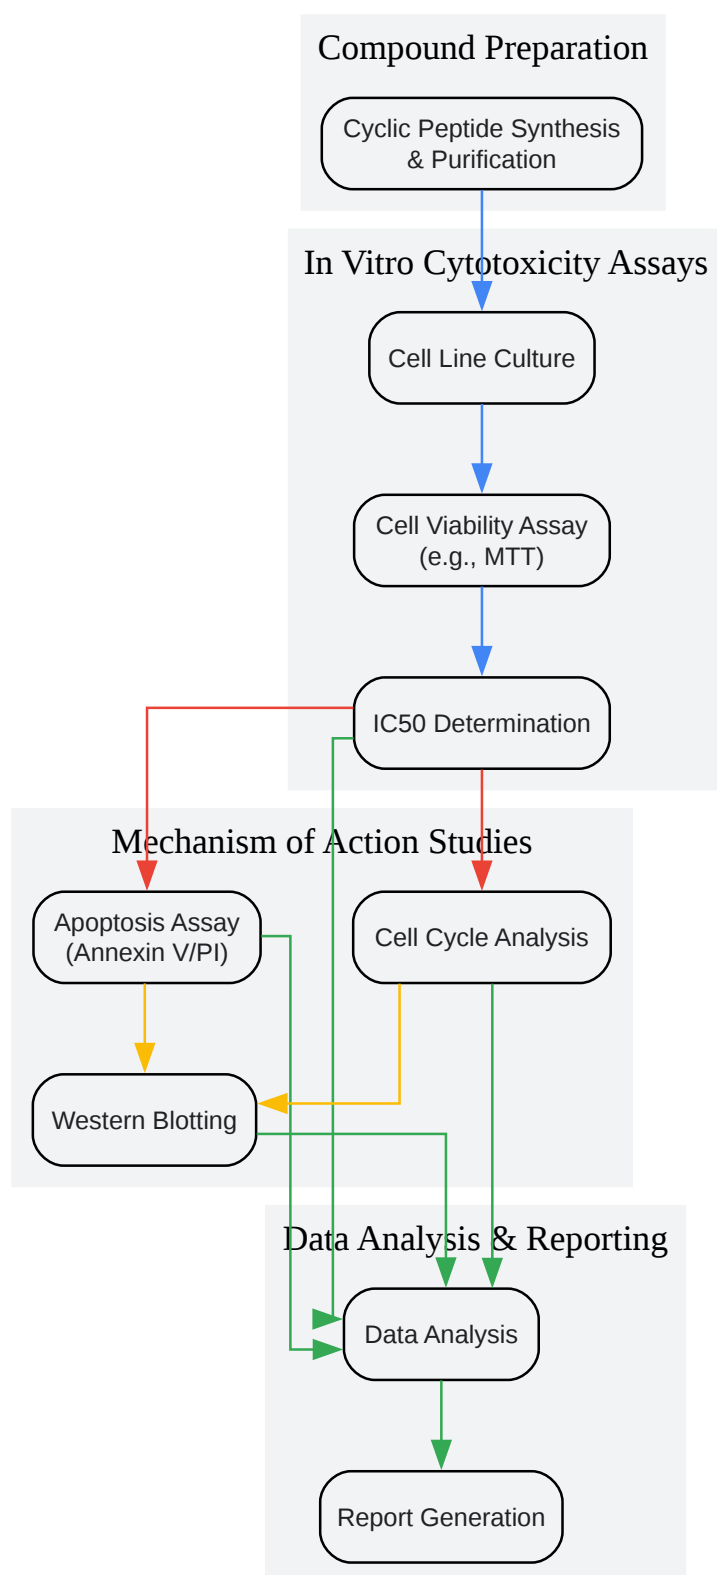 Compound Preparation
Cyclic Peptide Synthesis
& Purification
In Vitro Cytotoxicity Assays
Cell Line Culture
Cell Viability Assay
(e.g., MTT)
IC50 Determination
Mechanism of Action Studies
Apoptosis Assay
(Annexin V/PI)
Cell Cycle Analysis
Western Blotting
Data Analysis & Reporting
Data Analysis
Report Generation